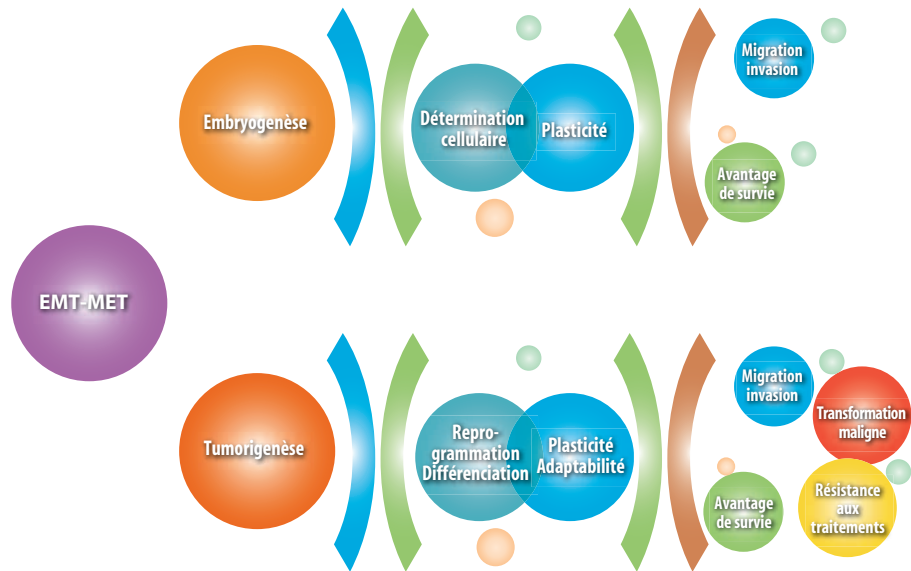 EMT-MET
Embryogenèse
Détermination
cellulaire
Plasticité
Migration
invasion
Avantage
de survie
Tumorigenèse
Repro-
grammation
Différenciation
Plasticité
Adaptabilité
Migration
invasion
Transformation
maligne
Avantage
de survie
Résistance
aux
traitements